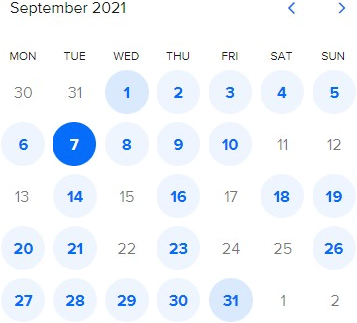 September 2021
MON TUE WED THU FRI SAT SUN
30 31 1 2 3 4 5
6 7 8 9 10 11 12
13 14 15 16 17 18 19
20 21 22 23 24 25 26
27 28 29 30 31 1 2